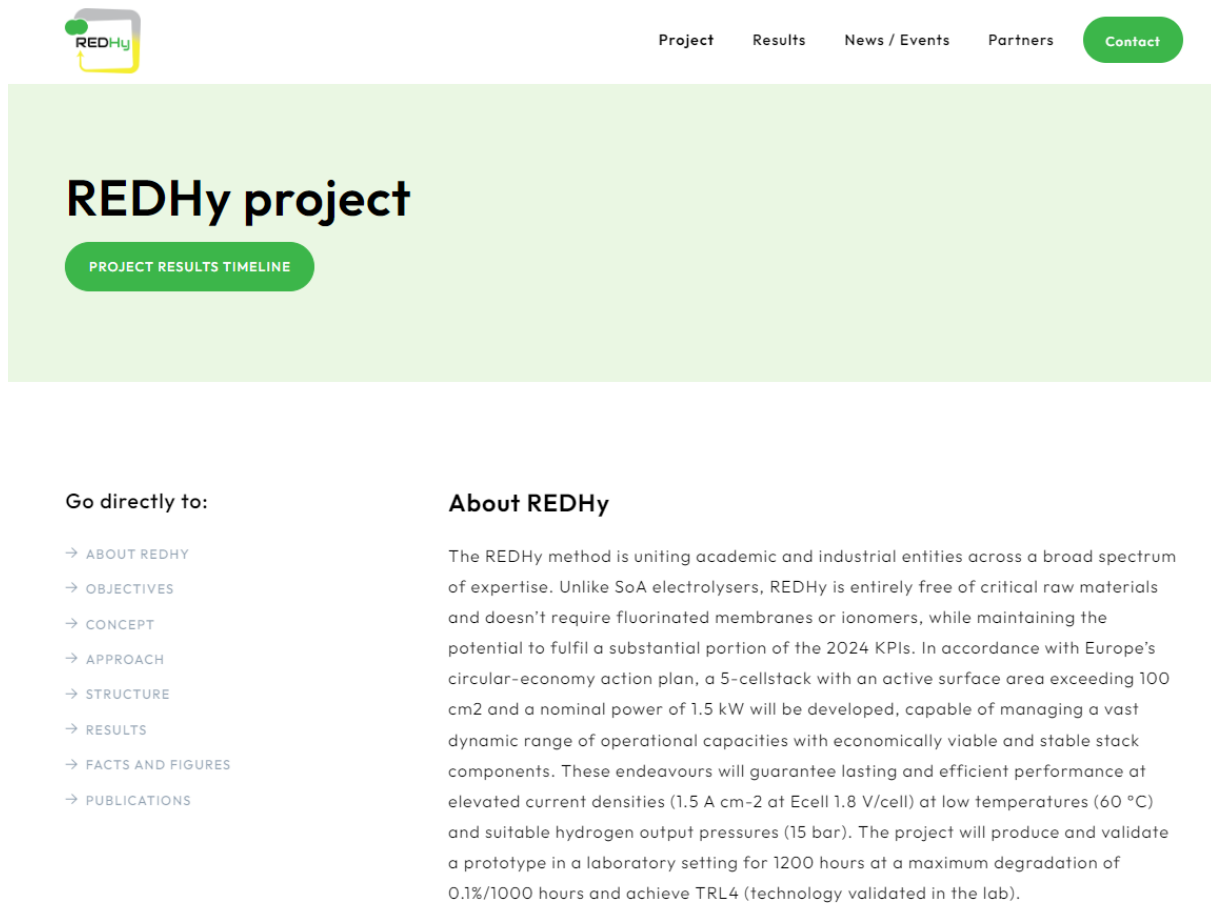 REDHy
Project
Results
News / Events
Partners
Contact
REDHy project
PROJECT RESULTS TIMELINE
Go directly to:
→ ABOUT REDHY
→ OBJECTIVES
→ CONCEPT
→ APPROACH
→ STRUCTURE
→ RESULTS
→ FACTS AND FIGURES
→ PUBLICATIONS
About REDHy
The REDHy method is uniting academic and industrial entities across a broad spectrum
of expertise. Unlike SoA electrolysers, REDHy is entirely free of critical raw materials
and doesn’t require fluorinated membranes or ionomers, while maintaining the
potential to fulfil a substantial portion of the 2024 KPIs. In accordance with Europe’s
circular-economy action plan, a 5-cellstack with an active surface area exceeding 100
cm2 and a nominal power of 1.5 kW will be developed, capable of managing a vast
dynamic range of operational capacities with economically viable and stable stack
components. These endeavours will guarantee lasting and efficient performance at
elevated current densities (1.5 A cm-2 at Ecell 1.8 V/cell) at low temperatures (60 °C)
and suitable hydrogen output pressures (15 bar). The project will produce and validate
a prototype in a laboratory setting for 1200 hours at a maximum degradation of
0.1%/1000 hours and achieve TRL4 (technology validated in the lab).